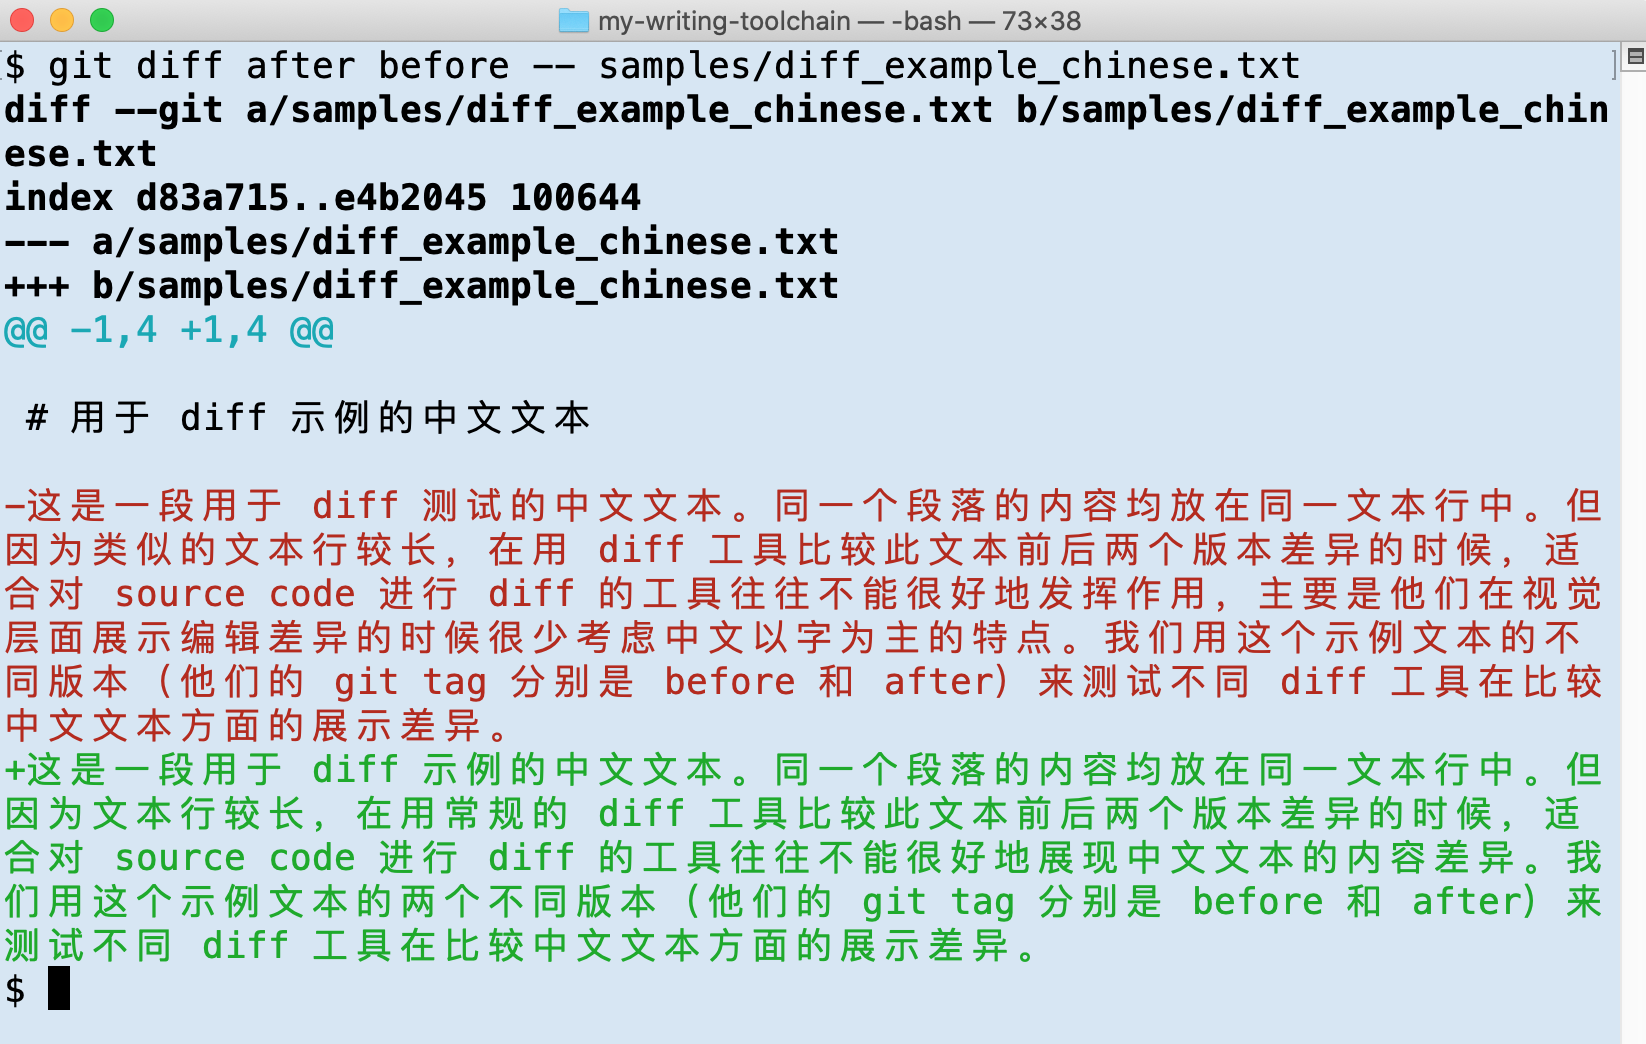 my-writing-toolchain — -bash — 73×38
$ git diff after before -- samples/diff_example_chinese.txt
diff --git a/samples/diff_example_chinese.txt b/samples/diff_example_chin
ese.txt
index d83a715..e4b2045 100644
--- a/samples/diff_example_chinese.txt
+++ b/samples/diff_example_chinese.txt
@@ -1,4 +1,4 @@
# 用于 diff 示例的中文文本
-这是一段用于 diff 测试的中文文本。同一个段落的内容均放在同一文本行中。但
因为类似的文本行较长，在用 diff 工具比较此文本前后两个版本差异的时候，适
合对 source code 进行 diff 的工具往往不能很好地发挥作用，主要是他们在视觉
层面展示编辑差异的时候很少考虑中文以字为主的特点。我们用这个示例文本的不
同版本（他们的 git tag 分别是 before 和 after）来测试不同 diff 工具在比较
中文文本方面的展示差异。
+这是一段用于 diff 示例的中文文本。同一个段落的内容均放在同一文本行中。但
因为文本行较长，在用常规的 diff 工具比较此文本前后两个版本差异的时候，适
合对 source code 进行 diff 的工具往往不能很好地展现中文文本的内容差异。我
们用这个示例文本的两个不同版本（他们的 git tag 分别是 before 和 after）来
测试不同 diff 工具在比较中文文本方面的展示差异。
$